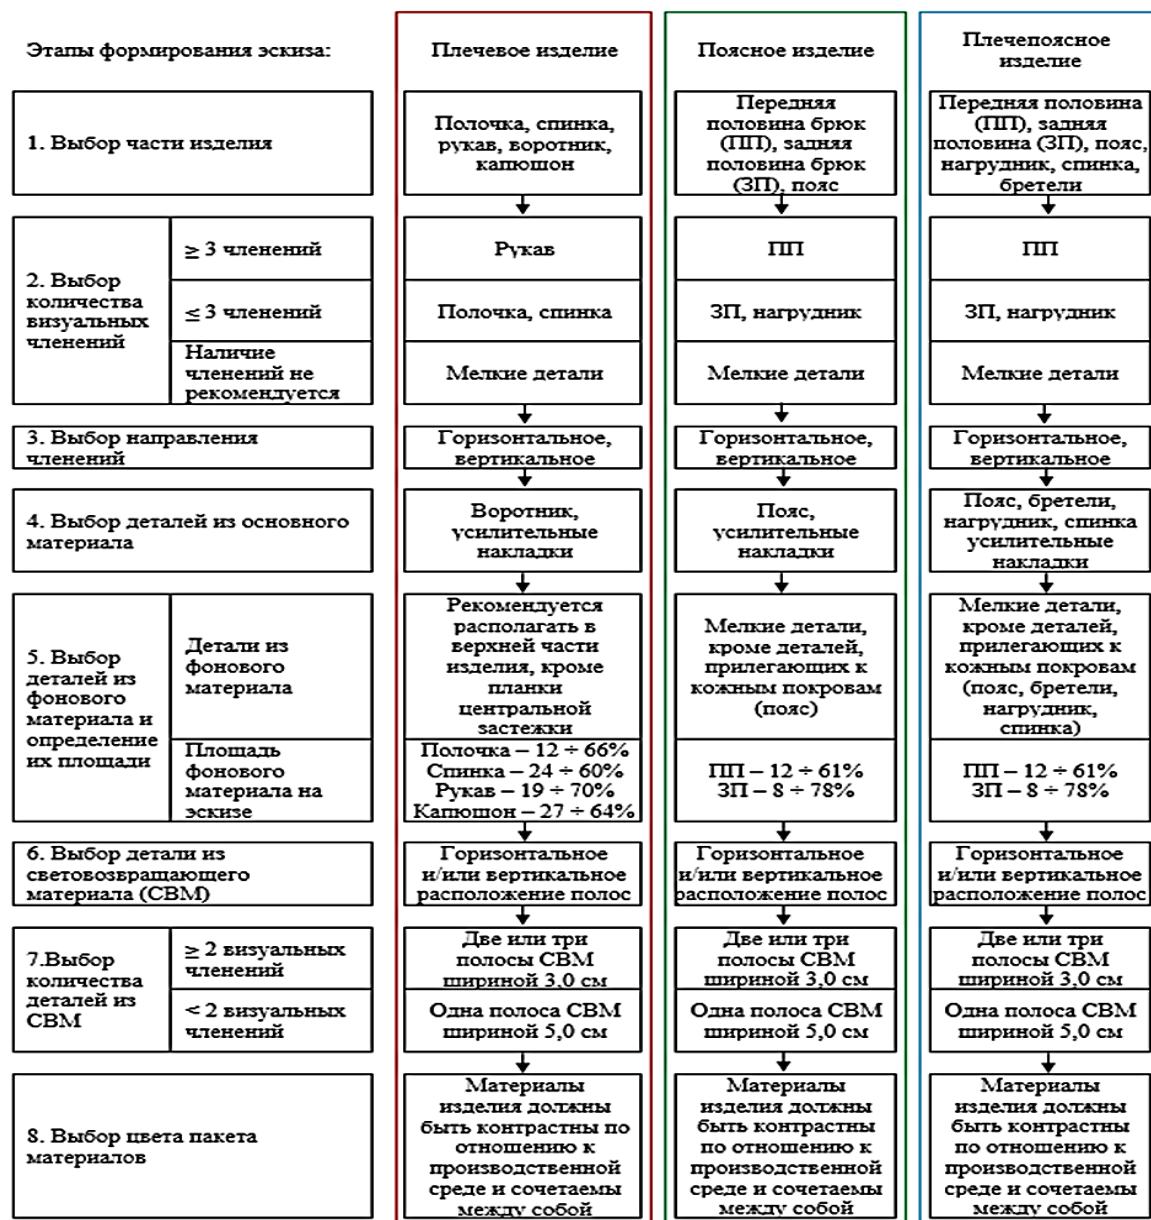 Этапы формирования эскиза:
Плечевое изделие
Поясное изделие
Плечепоясное
изделие
1. Выбор части изделия
Полочка, спинка,
рукав, воротник,
капюшон
Передняя
половина брюк
(ПП), задняя
половина брюк
(ЗП), пояс
Передняя половина
(ПП), задняя
половина (ЗП), пояс,
нагрудник, спинка,
бретели
2. Выбор
количества
визуальных
членений
≥ 3 членений
Рукав
ПП
ПП
≤ 3 членений
Полочка, спинка
ЗП, нагрудник
ЗП, нагрудник
Наличие
членений не
рекомендуется
Мелкие детали
Мелкие детали
Мелкие детали
3. Выбор направления
членений
Горизонтальное,
вертикальное
Горизонтальное,
вертикальное
Горизонтальное,
вертикальное
4. Выбор деталей из основного
материала
Воротник,
усилительные
накладки
Пояс,
усилительные
накладки
Пояс, бретели,
нагрудник, спинка
усилительные
накладки
5. Выбор
деталей из
фонового
материала и
определение
их площади
Детали из
фонового
материала
Рекомендуется
располагать в
верхней части
изделия, кроме
планки
центральной
застежки
Мелкие детали,
кроме деталей,
прилегающих к
кожным покровам
(пояс)
Мелкие детали,
кроме деталей,
прилегающих к
кожным покровам
(пояс, бретели,
нагрудник,
спинка)
Площадь
фонового
материала на
эскизе
Полочка – 12 ÷ 66%
Спинка – 24 ÷ 60%
Рукав – 19 ÷ 70%
Капюшон – 27 ÷ 64%
ПП – 12 ÷ 61%
ЗП – 8 ÷ 78%
ПП – 12 ÷ 61%
ЗП – 8 ÷ 78%
6. Выбор детали из
световозвращающего
материала (СВМ)
Горизонтальное
и/или вертикальное
расположение полос
Горизонтальное
и/или вертикальное
расположение полос
Горизонтальное
и/или вертикальное
расположение полос
7.Выбор
количества
деталей из
СВМ
≥ 2 визуальных
членений
Две или три
полосы СВМ
шириной 3,0 см
Две или три
полосы СВМ
шириной 3,0 см
Две или три
полосы СВМ
шириной 3,0 см
< 2 визуальных
членений
Одна полоса СВМ
шириной 5,0 см
Одна полоса СВМ
шириной 5,0 см
Одна полоса СВМ
шириной 5,0 см
8. Выбор цвета пакета
материалов
Материалы
изделия должны
быть контрастны по
отношению к
производственной
среде и сочетаемы
между собой
Материалы
изделия должны
быть контрастны
по отношению к
производственной
среде и сочетаемы
между собой
Материалы
изделия должны
быть контрастны
по отношению к
производственной
среде и сочетаемы
между собой